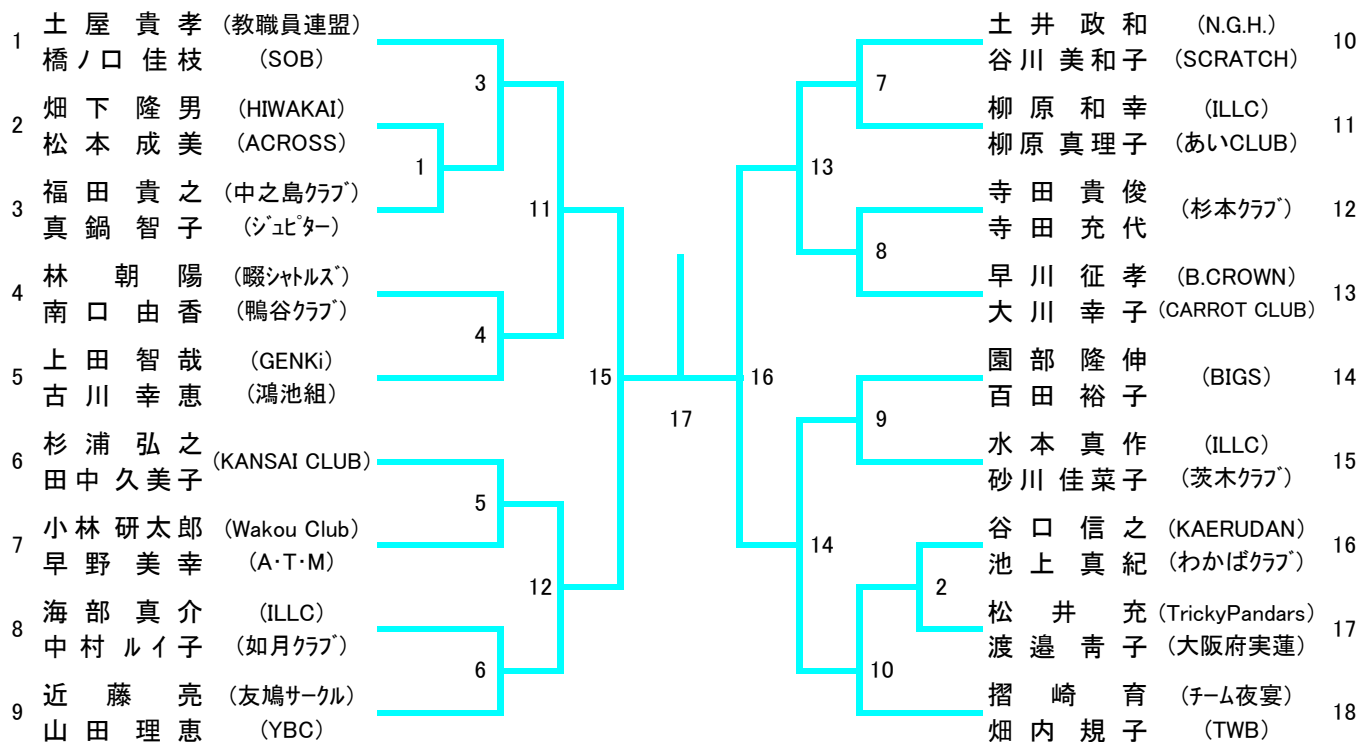 1
土屋貴孝 (教職員連盟)
橋ノ口佳枝 (SOB)
2
畑下隆男 (HIWAKAI)
松本成美 (ACROSS)
3
福田貴之 (中之島ｸﾗﾌﾞ)
真鍋智子 (ｼﾞｭﾋﾟﾀｰ)
4
林朝陽 (畷ｼｬﾄﾙｽﾞ)
南口由香 (鴨谷ｸﾗﾌﾞ)
5
上田智哉 (GENKi)
古川幸恵 (鴻池組)
6
杉浦弘之 (KANSAI CLUB)
田中久美子
7
小林研太郎 (Wakou Club)
早野美幸 (A･T･M)
8
海部真介 (ILLC)
中村ルイ子 (如月ｸﾗﾌﾞ)
9
近藤亮 (友鳩ｻｰｸﾙ)
山田理恵 (YBC)
3
1
11
4
15
5
12
6
17
16
7
13
8
9
14
2
10
土井政和 (N.G.H.)
谷川美和子 (SCRATCH)
10
柳原和幸 (ILLC)
柳原真理子 (あいCLUB)
11
寺田貴俊 (杉本ｸﾗﾌﾞ)
寺田充代
12
早川征孝 (B.CROWN)
大川幸子 (CARROT CLUB)
13
園部隆伸 (BIGS)
百田裕子
14
水本真作 (ILLC)
砂川佳菜子 (茨木ｸﾗﾌﾞ)
15
谷口信之 (KAERUDAN)
池上真紀 (わかばｸﾗﾌﾞ)
16
松井充 (TrickyPandars)
渡邉青子 (大阪府実蓮)
17
摺崎育 (ﾁｰﾑ夜宴)
畑内規子 (TWB)
18